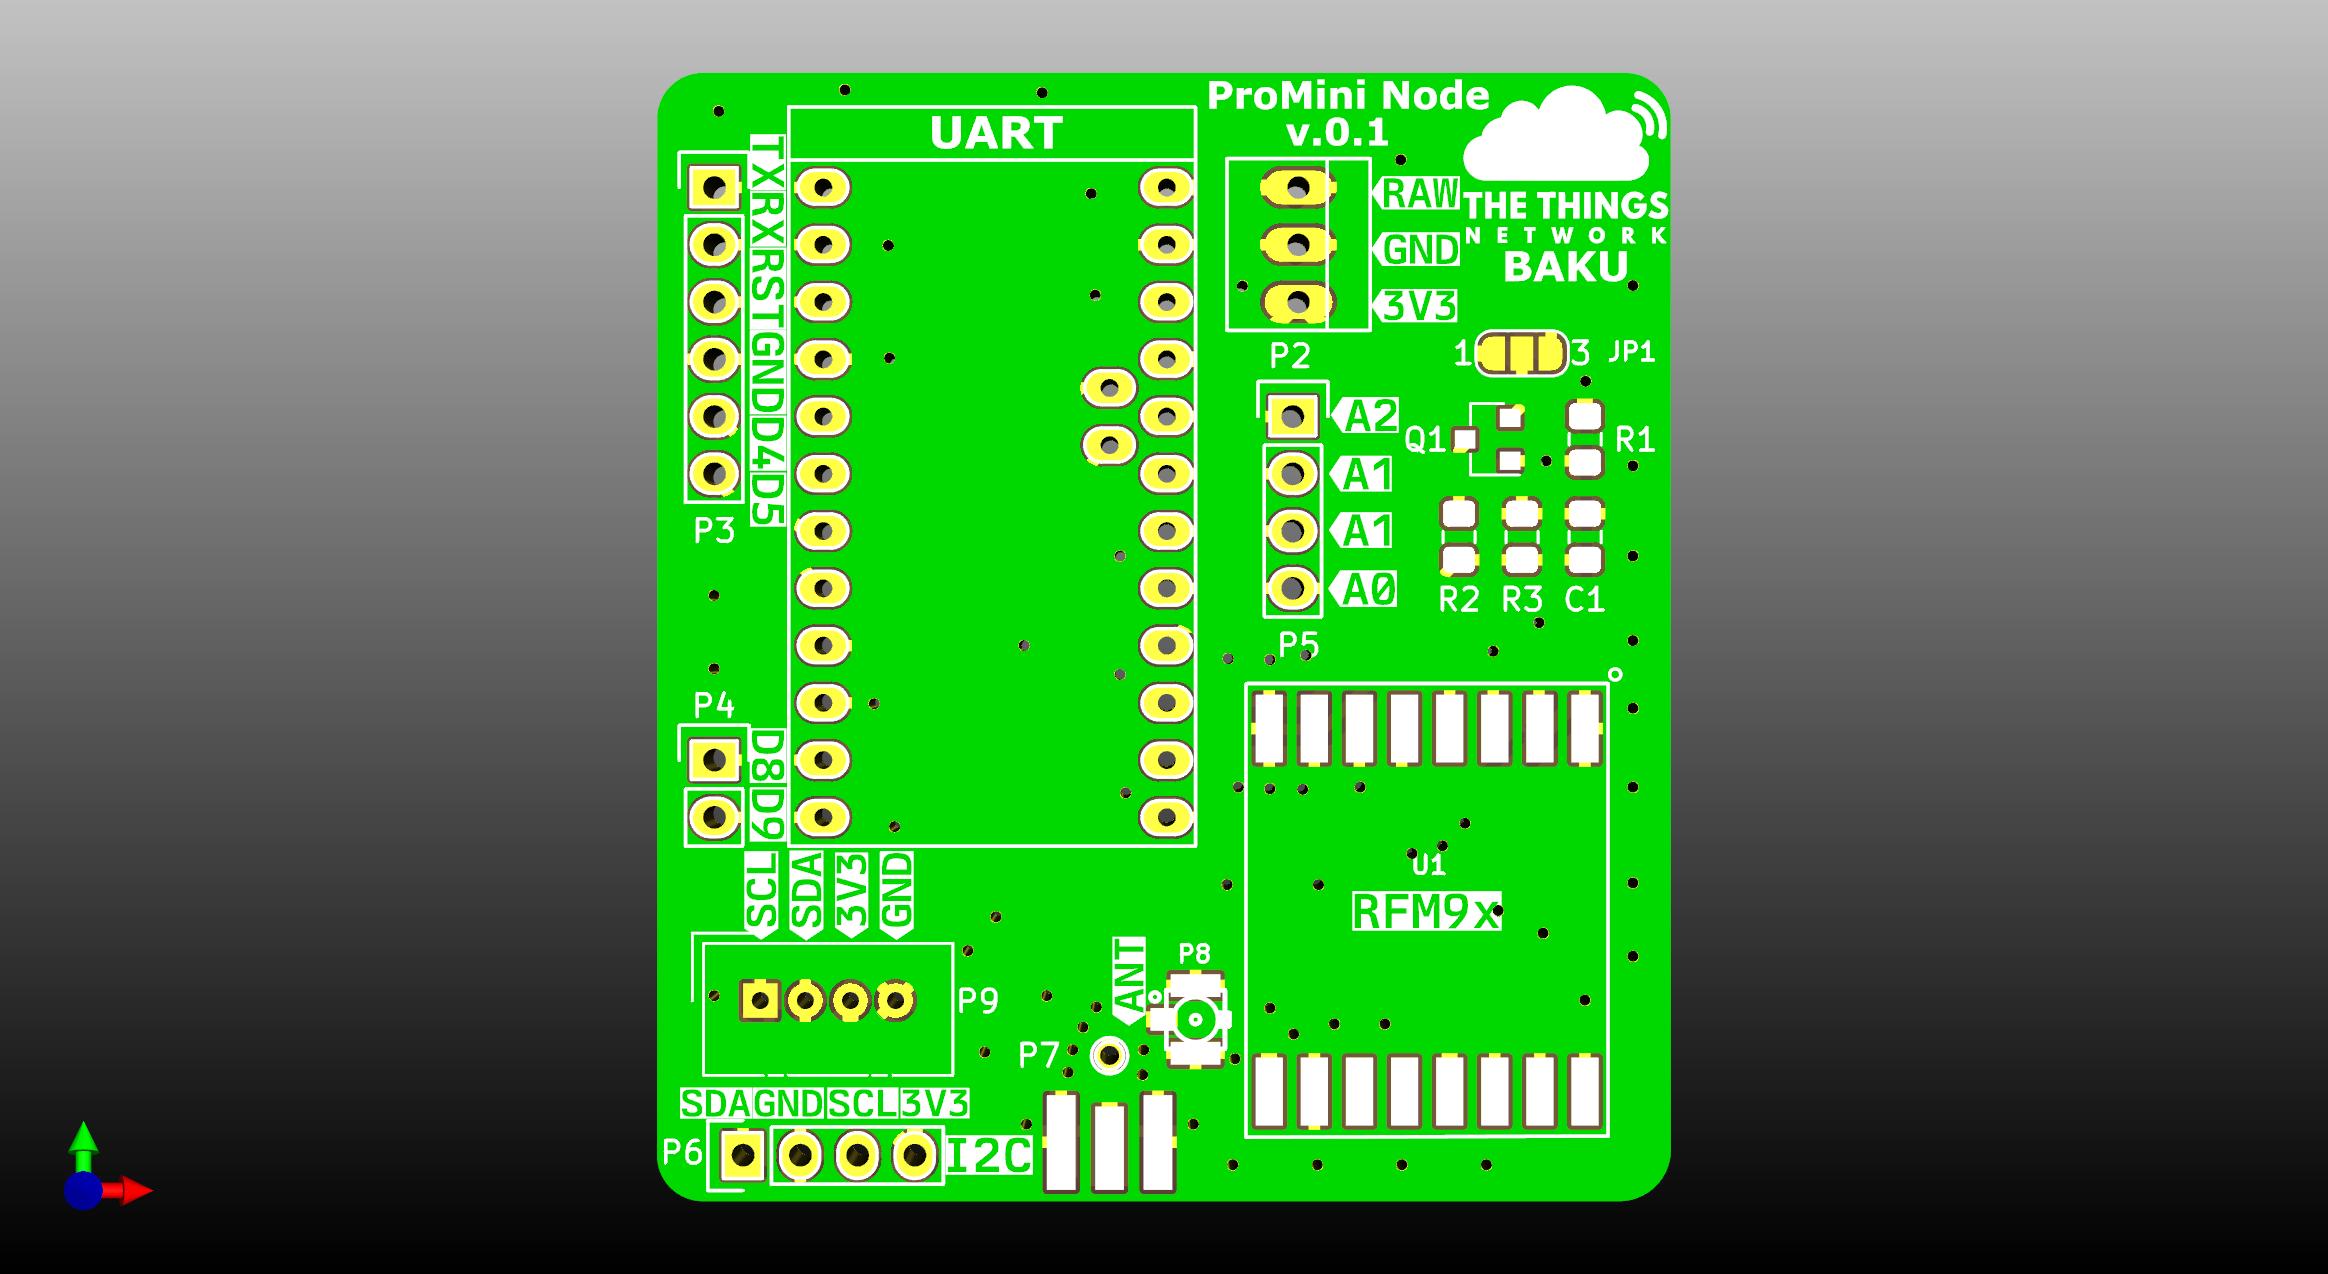 ProMini Node
v.0.1
UART
THE THINGS
NETWORK
BAKU
TX
RX
RST
GND
D4
D5
P3
RAW
GND
3V3
P2
1
3
JP1
A2
A1
A1
A0
P5
Q1
R1
R2
R3
C1
P4
D8
D9
SCL
SDA
3V3
GND
U1
RFM9x
ANT
P8
P9
P7
SDA
GND
SCL
3V3
P6
I2C